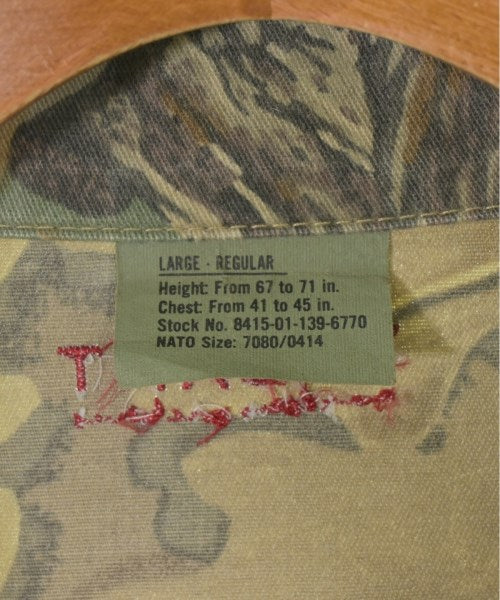 LARGE - REGULAR
Height: From 67 to 71 in.
Chest: From 41 to 45 in.
Stock No. 8415-01-139-6770
NATO Size: 7080/0414